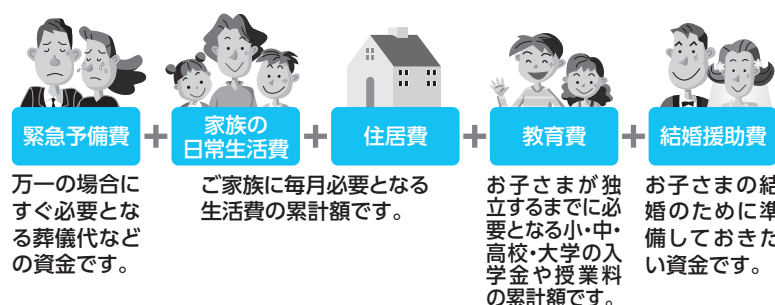 緊急予備費
+
家族の
日常生活費
+
住居費
+
教育費
+
結婚援助費
万一の場合に
すぐ必要とな
る葬儀代など
の資金です。
ご家族に毎月必要となる
生活費の累計額です。
お子さまが独
立するまでに必
要となる小・中・
高校・大学の入
学金や授業料
の累計額です。
お子さまの結
婚のために準
備しておきた
い資金です。